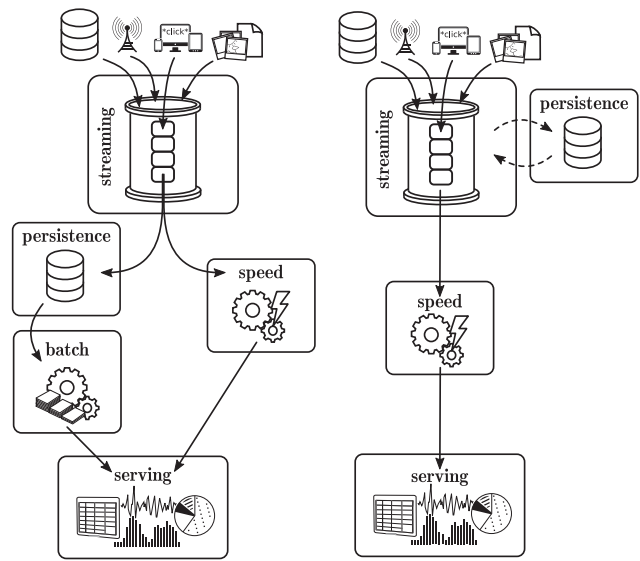 *click*
streaming
persistence
batch
speed
serving
*click*
streaming
persistence
speed
serving